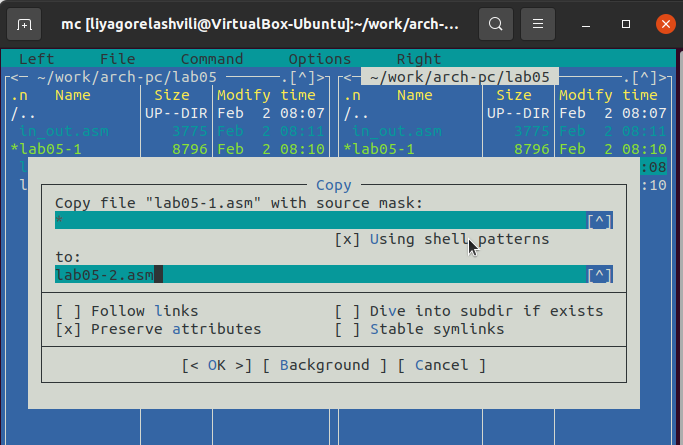 mc [liyagorelashvili@VirtualBox-Ubuntu]:~/work/arch-...
Left File Command Options Right
<─ ~/work/arch-pc/lab05 ─.[^]> <─ ~/work/arch-pc/lab05 ─.[^]>
.n Name Size Modify time .n Name Size Modify time
/.. UP--DIR Feb 2 08:07 /.. UP--DIR Feb 2 08:07
in_out.asm 3775 Feb 2 08:11 in_out.asm 3775 Feb 2 08:11
*lab05-1 8796 Feb 2 08:10 *lab05-1 8796 Feb 2 08:10
l :08
l :10
Copy
Copy file "lab05-1.asm" with source mask:
* [^]
[x] Using shell patterns
to:
lab05-2.asm [^]
[ ] Follow links [ ] Dive into subdir if exists
[x] Preserve attributes [ ] Stable symlinks
[< OK >] [ Background ] [ Cancel ]